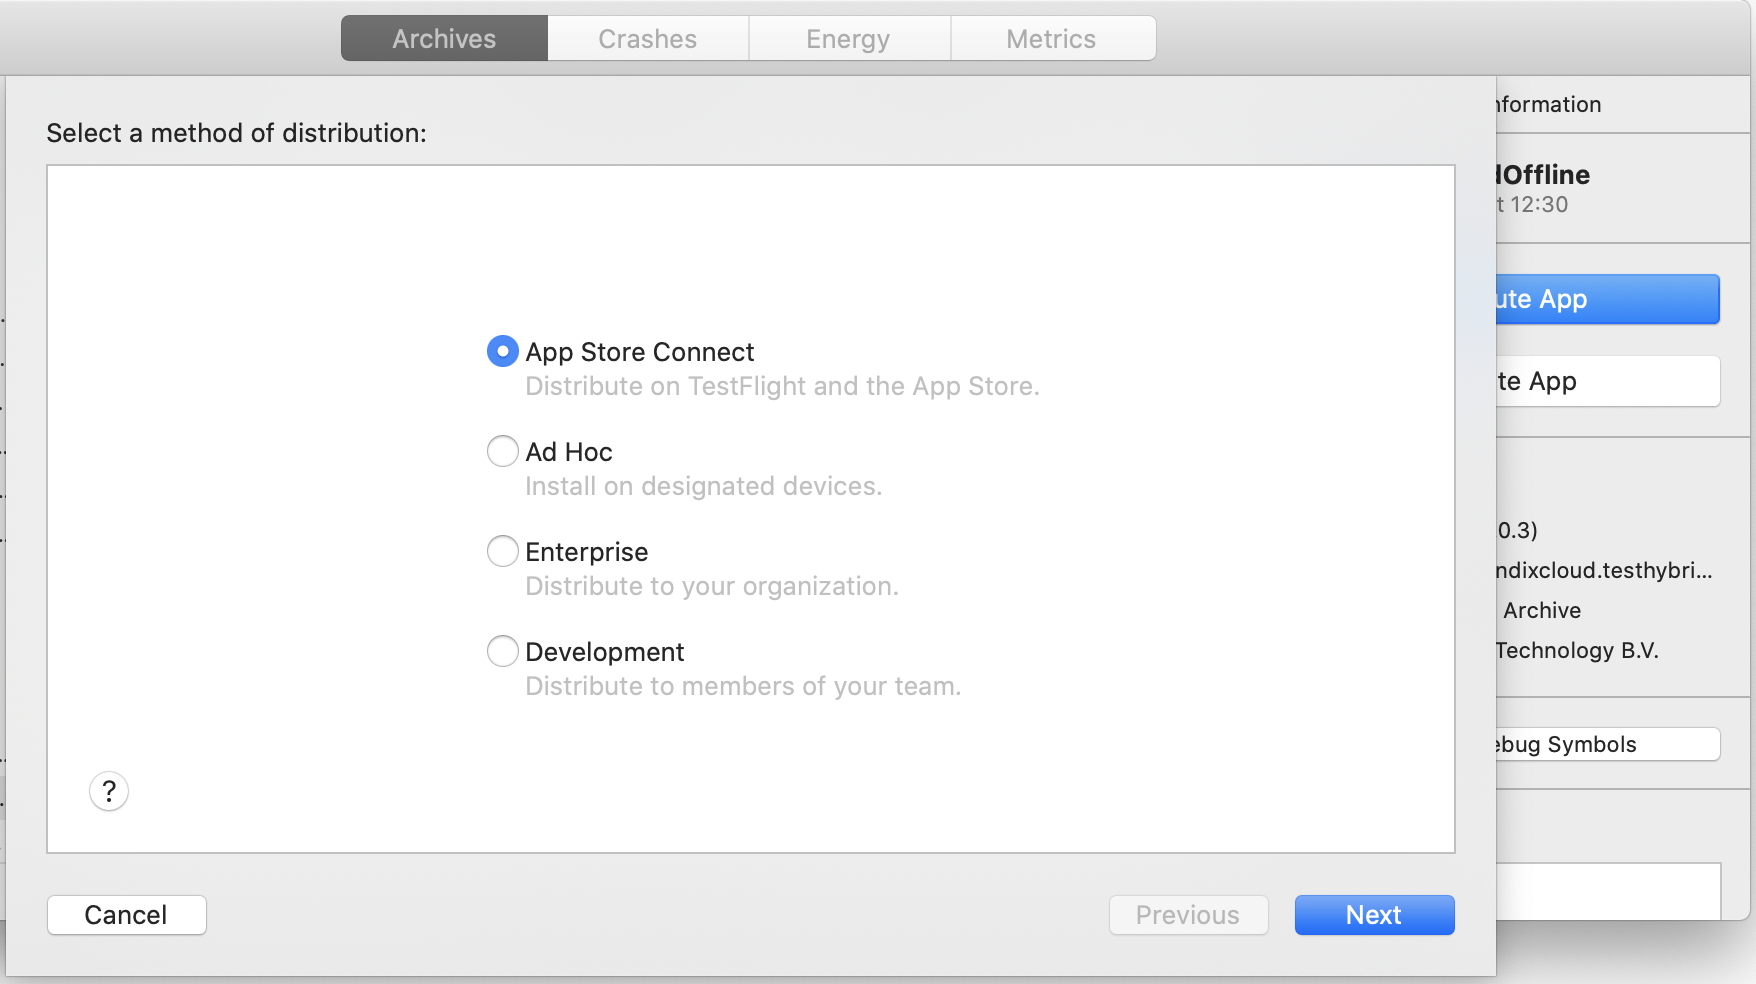 Archives Crashes Energy Metrics
Select a method of distribution:
App Store Connect
Distribute on TestFlight and the App Store.
Ad Hoc
Install on designated devices.
Enterprise
Distribute to your organization.
Development
Distribute to members of your team.
?
Cancel Previous Next
nformation
dOffline
t 12:30
ute App
te App
0.3)
ndixcloud.testhybri...
Archive
Technology B.V.
ebug Symbols